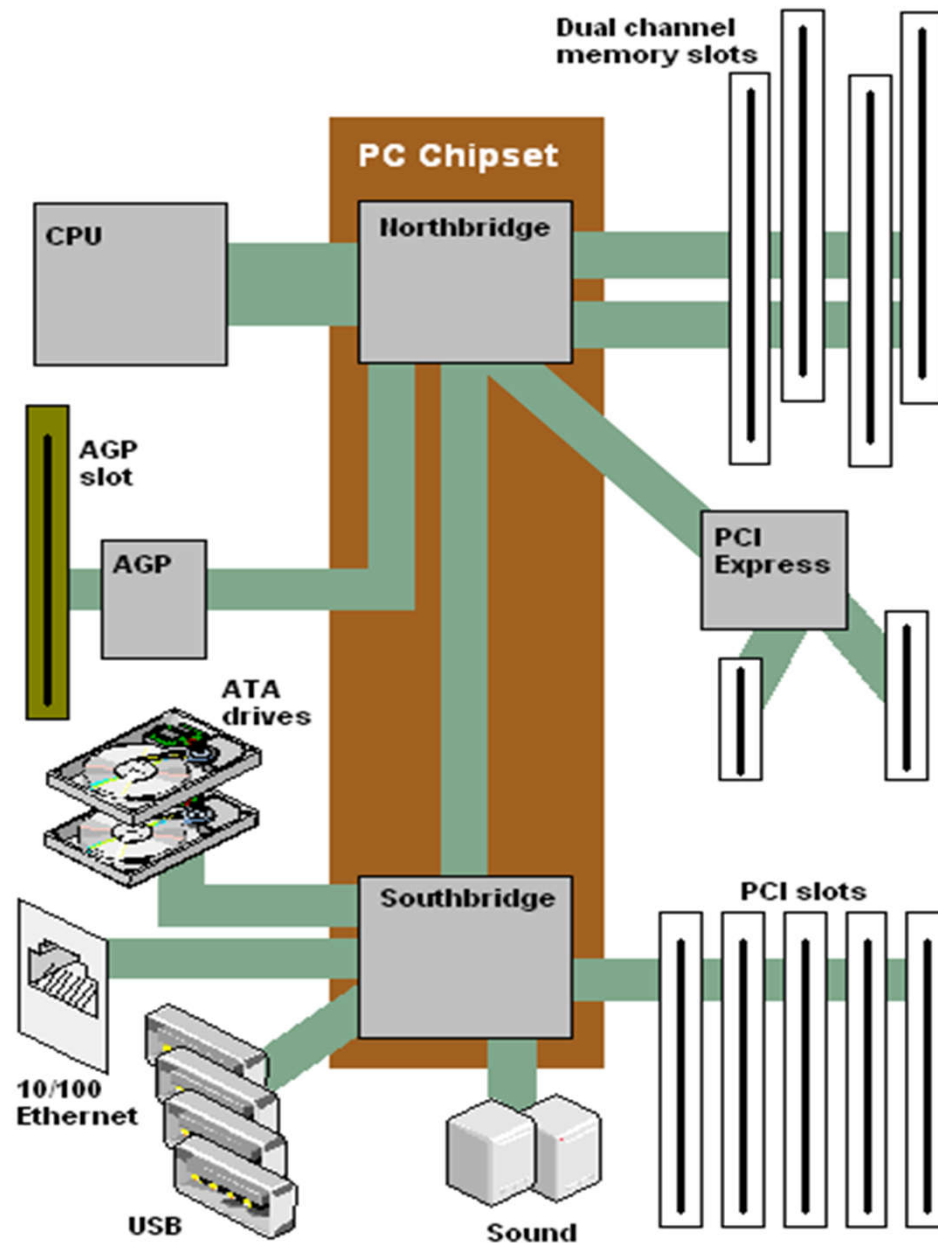 Dual channel
memory slots
PC Chipset
CPU
Northbridge
AGP
slot
AGP
PCI
Express
ATA
drives
Southbridge
PCI slots
10/100
Ethernet
USB
Sound